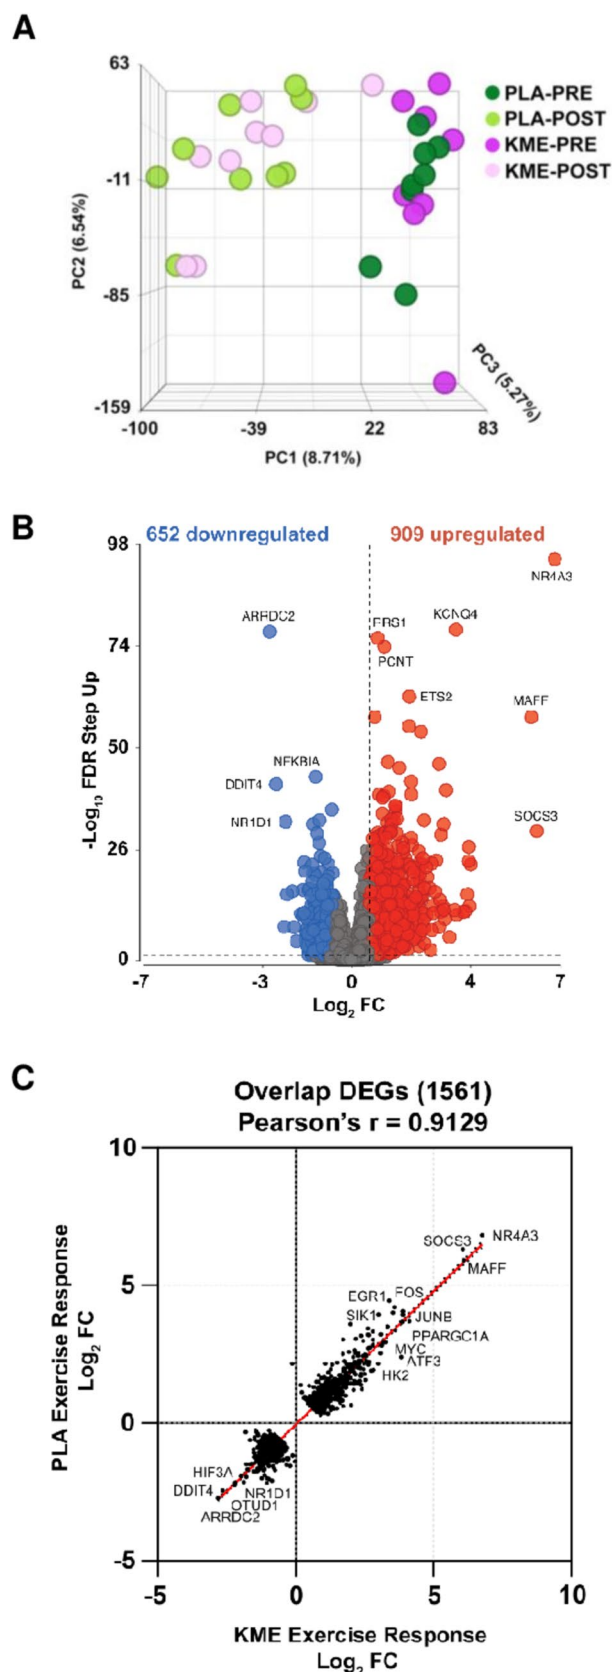 A
63
-11
-85
-159
PC2 (6.54%)
-100
-39
22
83
PC1 (8.71%)
PC3 (5.27%)
PLA-PRE
PLA-POST
KME-PRE
KME-POST
B
652 downregulated
909 upregulated
98
74
50
26
0
-Log₁₀ FDR Step Up
NR4A3
ARRDC2
KCNQ4
PCNT
ETS2
MAFF
NFKBIA
DDIT4
NR1D1
SOCS3
-7
-3
0
4
7
Log₂ FC
C
Overlap DEGs (1561)
Pearson's r = 0.9129
10
5
0
-5
PLA Exercise Response
Log₂ FC
SOCS3
NR4A3
MAFF
EGR1
FOS
SIK1
JUNB
PPARGC1A
MYC
ATF3
HK2
HIF3A
DDIT4
NR1D1
OTUD1
ARRDC2
-5
0
5
10
KME Exercise Response
Log₂ FC